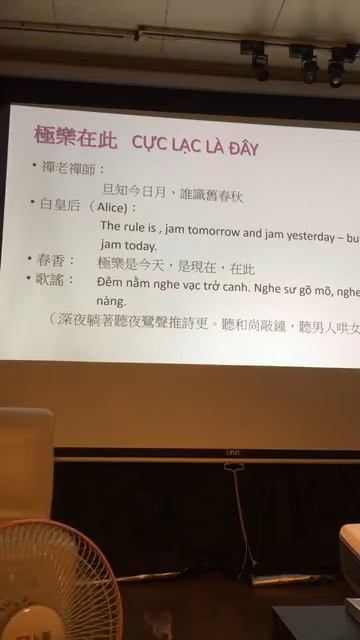 極樂在此 CỰC LẠC LÀ ĐÂY
• 禪老禪師：
旦知今日月，誰識舊春秋
• 白皇后（Alice)：
The rule is , jam tomorrow and jam yesterday – bu
jam today.
• 春香： 極樂是今天，是現在，在此
• 歌謠： Đêm nằm nghe vạc trở canh. Nghe sư gõ mõ, nghe
nàng.
（深夜躺著聽夜鷺聲推詩更。聽和尚敲鐘，聽男人哄女